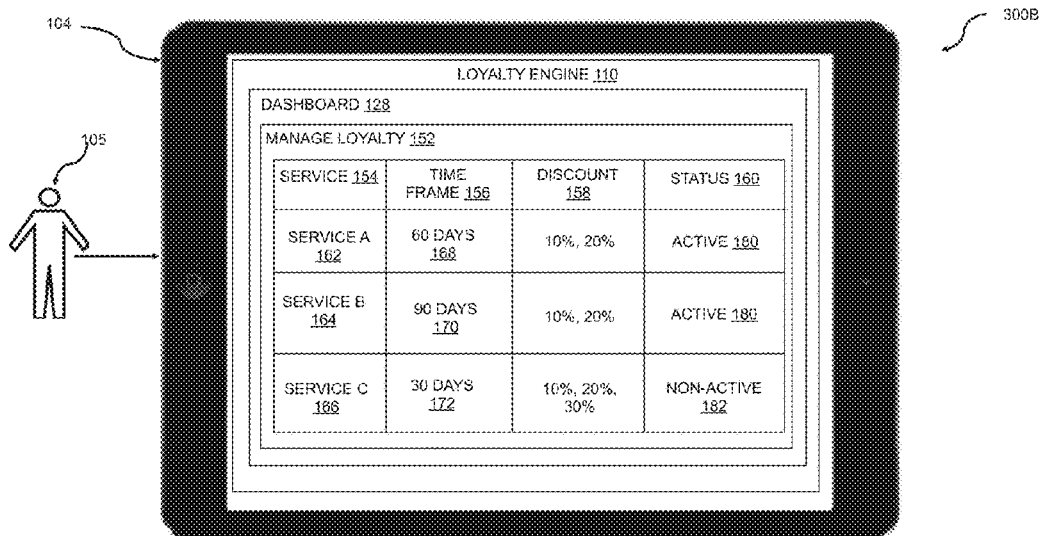 104
300B
LOYALTY ENGINE 110
DASHBOARD 128
105
MANAGE LOYALTY 152
SERVICE 154
TIME
FRAME 156
DISCOUNT
158
STATUS 160
SERVICE A
162
60 DAYS
168
10%, 20%
ACTIVE 180
SERVICE B
164
90 DAYS
170
10%, 20%
ACTIVE 180
SERVICE C
166
30 DAYS
172
10%, 20%,
30%
NON-ACTIVE
182